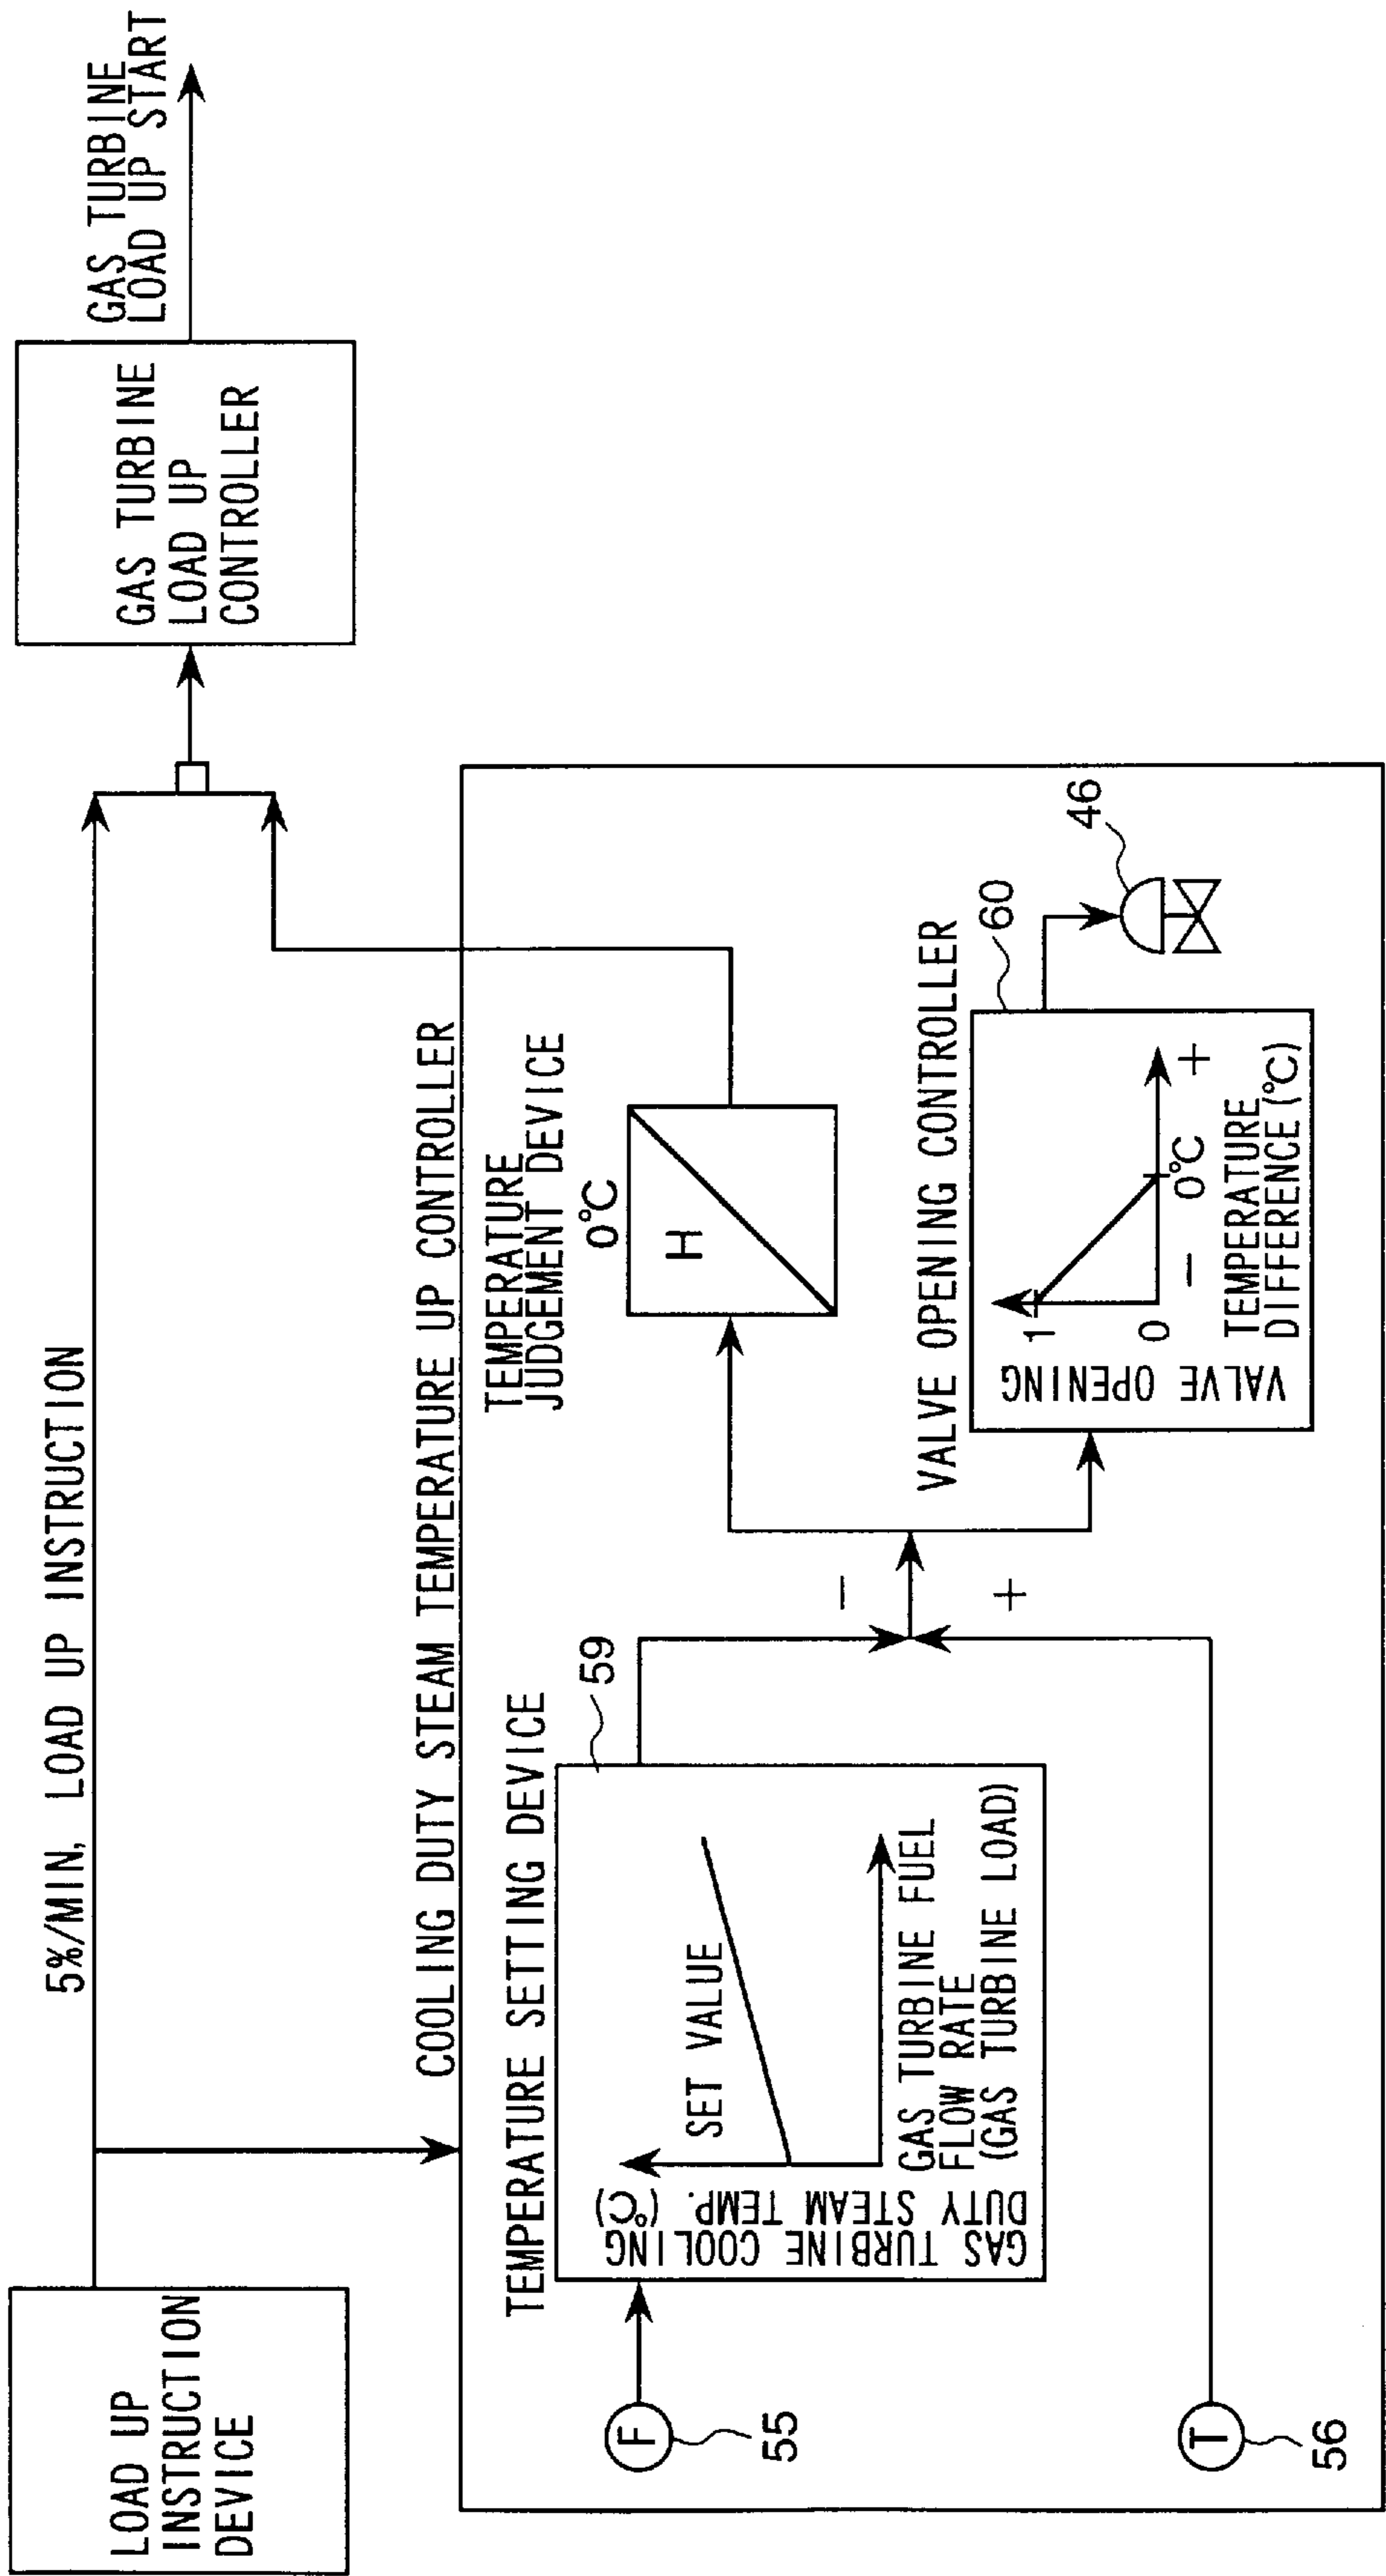 LOAD UP
INSTRUCTION
DEVICE
5%/MIN, LOAD UP INSTRUCTION
GAS TURBINE
LOAD UP
CONTROLLER
GAS TURBINE
LOAD UP START
COOLING DUTY STEAM TEMPERATURE UP CONTROLLER
TEMPERATURE SETTING DEVICE
59
F
55
GAS TURBINE COOLING
DUTY STEAM TEMP. (°C)
SET VALUE
GAS TURBINE FUEL
FLOW RATE
(GAS TURBINE LOAD)
T
56
−
+
TEMPERATURE
JUDGEMENT DEVICE
0°C
H
VALVE OPENING CONTROLLER
60
VALVE OPENING
1
0
− 0°C +
TEMPERATURE
DIFFERENCE (°C)
46